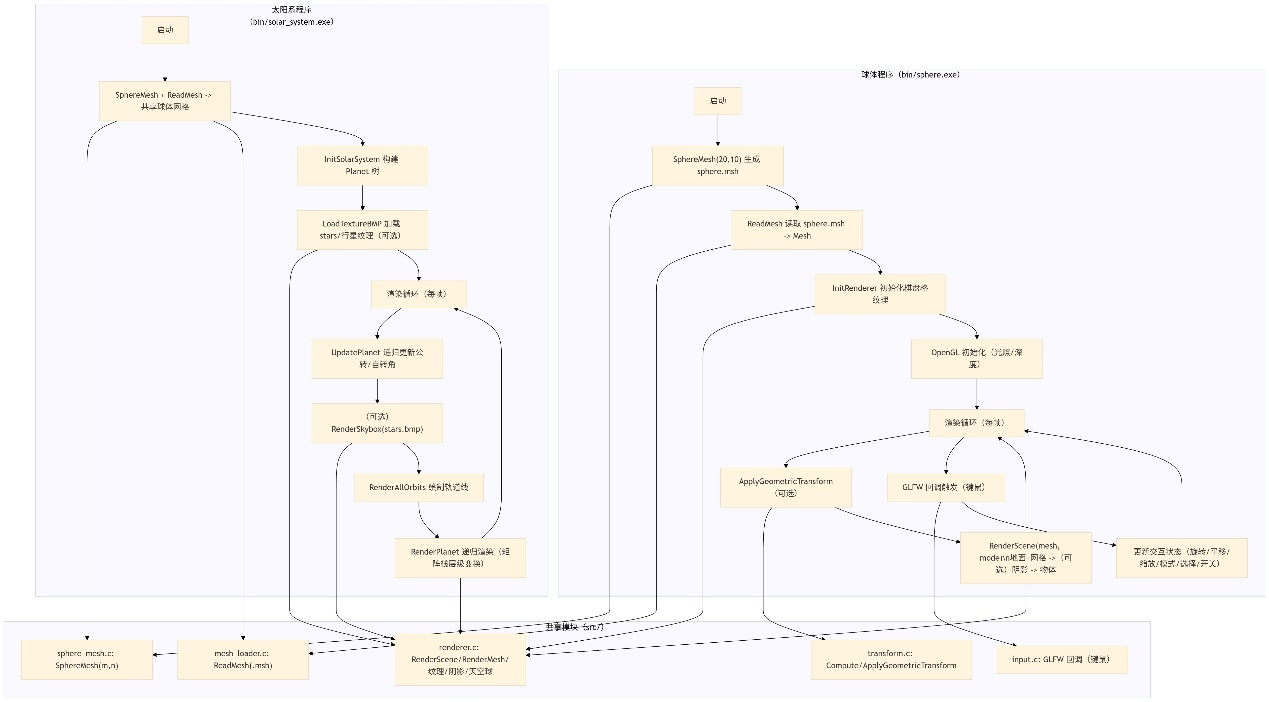 太阳系程序
（bin/solar_system.exe）
启动
SphereMesh + ReadMesh ->
共享球体网格
InitSolarSystem 构建
Planet 树
LoadTextureBMP 加载
stars/行星纹理（可选）
渲染循环（每帧）
UpdatePlanet 递归更新公
转/自转角
（可选）
RenderSkybox(stars.bmp)
RenderAllOrbits 绘制轨道线
RenderPlanet 递归渲染（矩
阵栈层级变换）
球体程序（bin/sphere.exe）
启动
SphereMesh(20,10) 生成
sphere.msh
ReadMesh 读取 sphere.msh
-> Mesh
InitRenderer 初始化棋盘格
纹理
OpenGL 初始化（光照/深
度）
渲染循环（每帧）
ApplyGeometricTransform
（可选）
GLFW 回调触发（键鼠）
RenderScene(mesh,
mode)\n地面+网格 -> （可
选）阴影 -> 物体
更新交互状态（旋转/平移/
缩放/模式/选择/开关）
共享模块（src/）
sphere_mesh.c:
SphereMesh(m,n)
mesh_loader.c:
ReadMesh(.msh)
renderer.c:
RenderScene/RenderMesh/
纹理/阴影/天空球
transform.c:
Compute/ApplyGeometricTransform
input.c: GLFW 回调（键鼠）